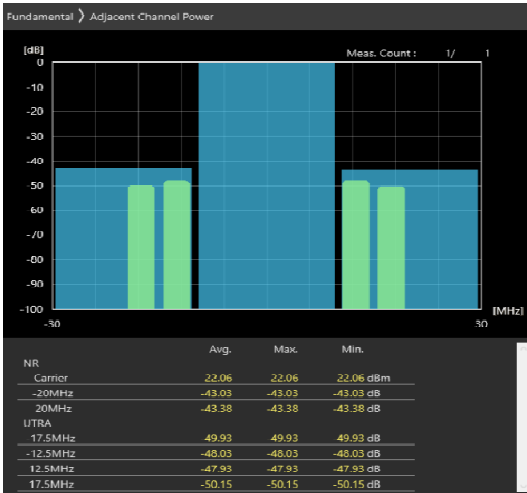 Fundamental ❯ Adjacent Channel Power
[dB]
Meas. Count : 1/ 1
0
-10
-20
-30
-40
-50
-60
-70
-80
-90
-100
[MHz]
-30 30
Avg. Max. Min.
NR
Carrier 22.06 22.06 22.06 dBm
-20MHz -43.03 -43.03 -43.03 dB
20MHz -43.38 -43.38 -43.38 dB
UTRA
17.5MHz -49.93 -49.93 -49.93 dB
-12.5MHz -48.03 -48.03 -48.03 dB
12.5MHz -47.93 -47.93 -47.93 dB
17.5MHz -50.15 -50.15 -50.15 dB